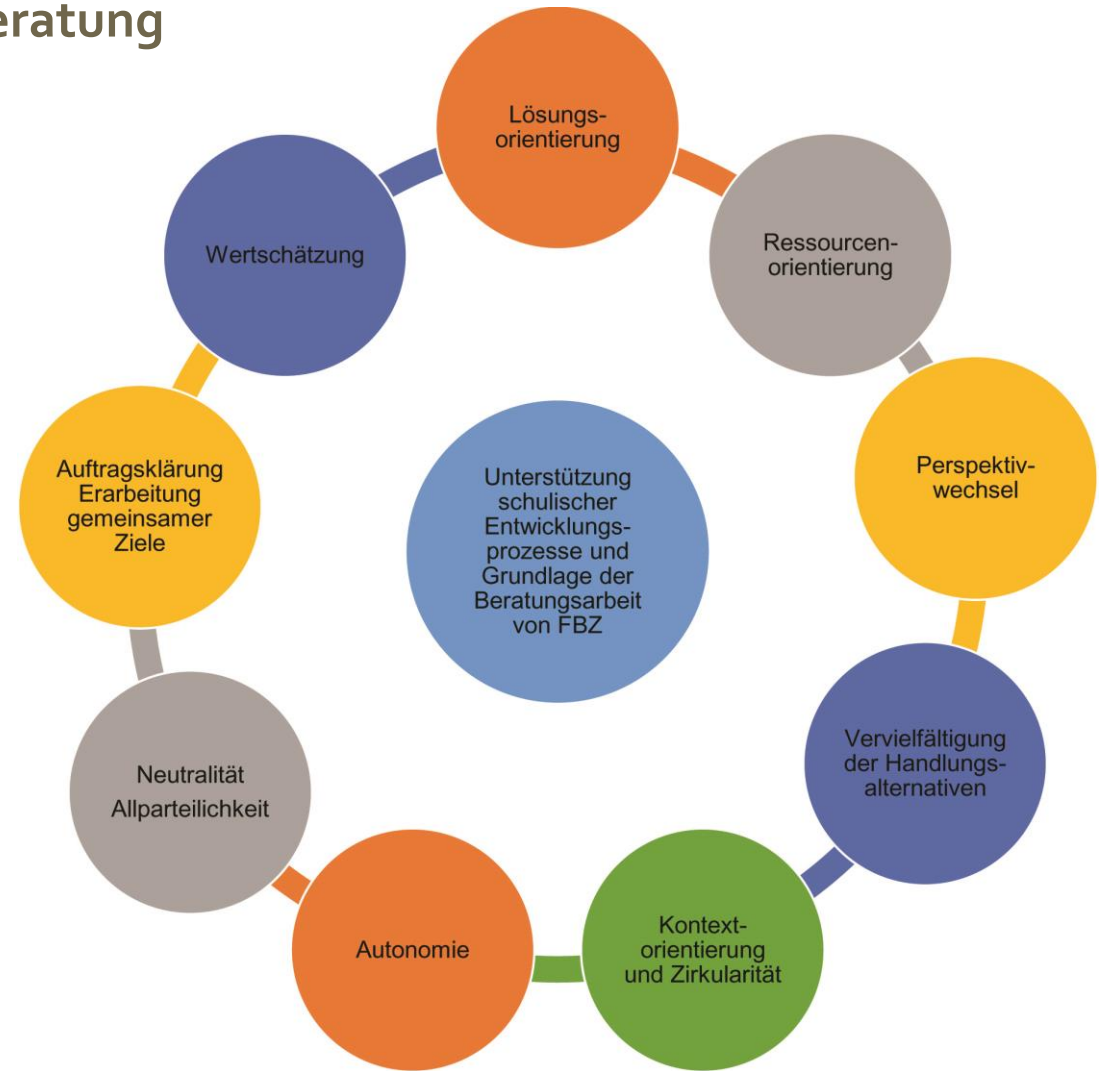 eratung
Lösungs-
orientierung
Ressourcen-
orientierung
Perspektiv-
wechsel
Vervielfältigung
der Handlungs-
alternativen
Kontext-
orientierung
und Zirkularität
Autonomie
Neutralität
Allparteilichkeit
Auftragsklärung
Erarbeitung
gemeinsamer
Ziele
Wertschätzung
Unterstützung
schulischer
Entwicklungs-
prozesse und
Grundlage der
Beratungsarbeit
von FBZ